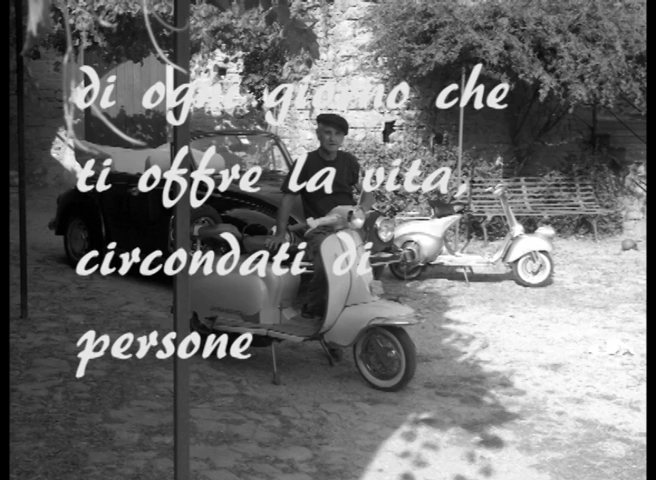 di ogni giorno che
ti offre la vita,
circondati di
persone